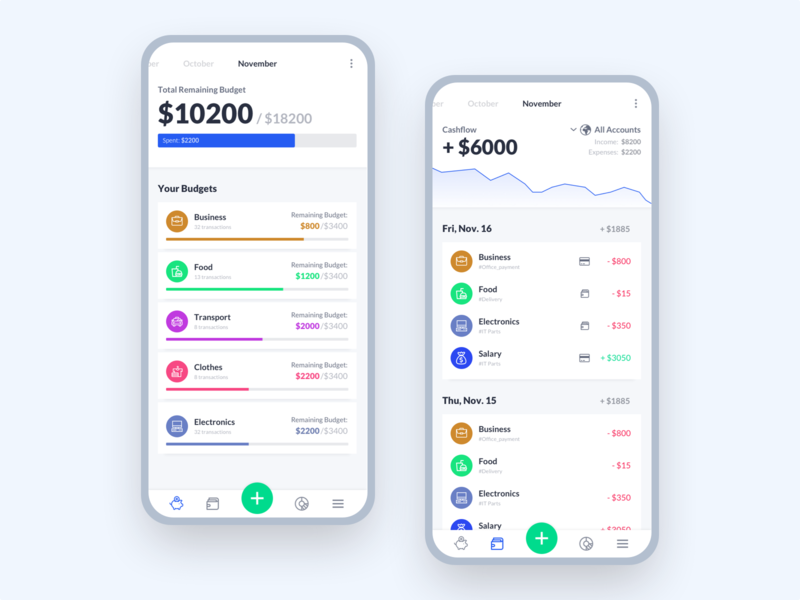 ber October November
Total Remaining Budget
$10200 / $18200
Spent: $2200
Your Budgets
Business Remaining Budget:
32 transactions $800/$3400
Food Remaining Budget:
13 transactions $1200/$3400
Transport Remaining Budget:
8 transactions $2000/$3400
Clothes Remaining Budget:
9 transactions $2200/$3400
Electronics Remaining Budget:
32 transactions $2200/$3400
ber October November
Cashflow All Accounts
+ $6000 Income: $8200
Expenses: $2200
Fri, Nov. 16 + $1885
Business - $800
#Office_payment
Food - $15
#Delivery
Electronics - $350
#IT Parts
Salary + $3050
#IT Parts
Thu, Nov. 15 + $1885
Business - $800
#Office_payment
Food - $15
#Delivery
Electronics - $350
#IT Parts
Salary + $3050